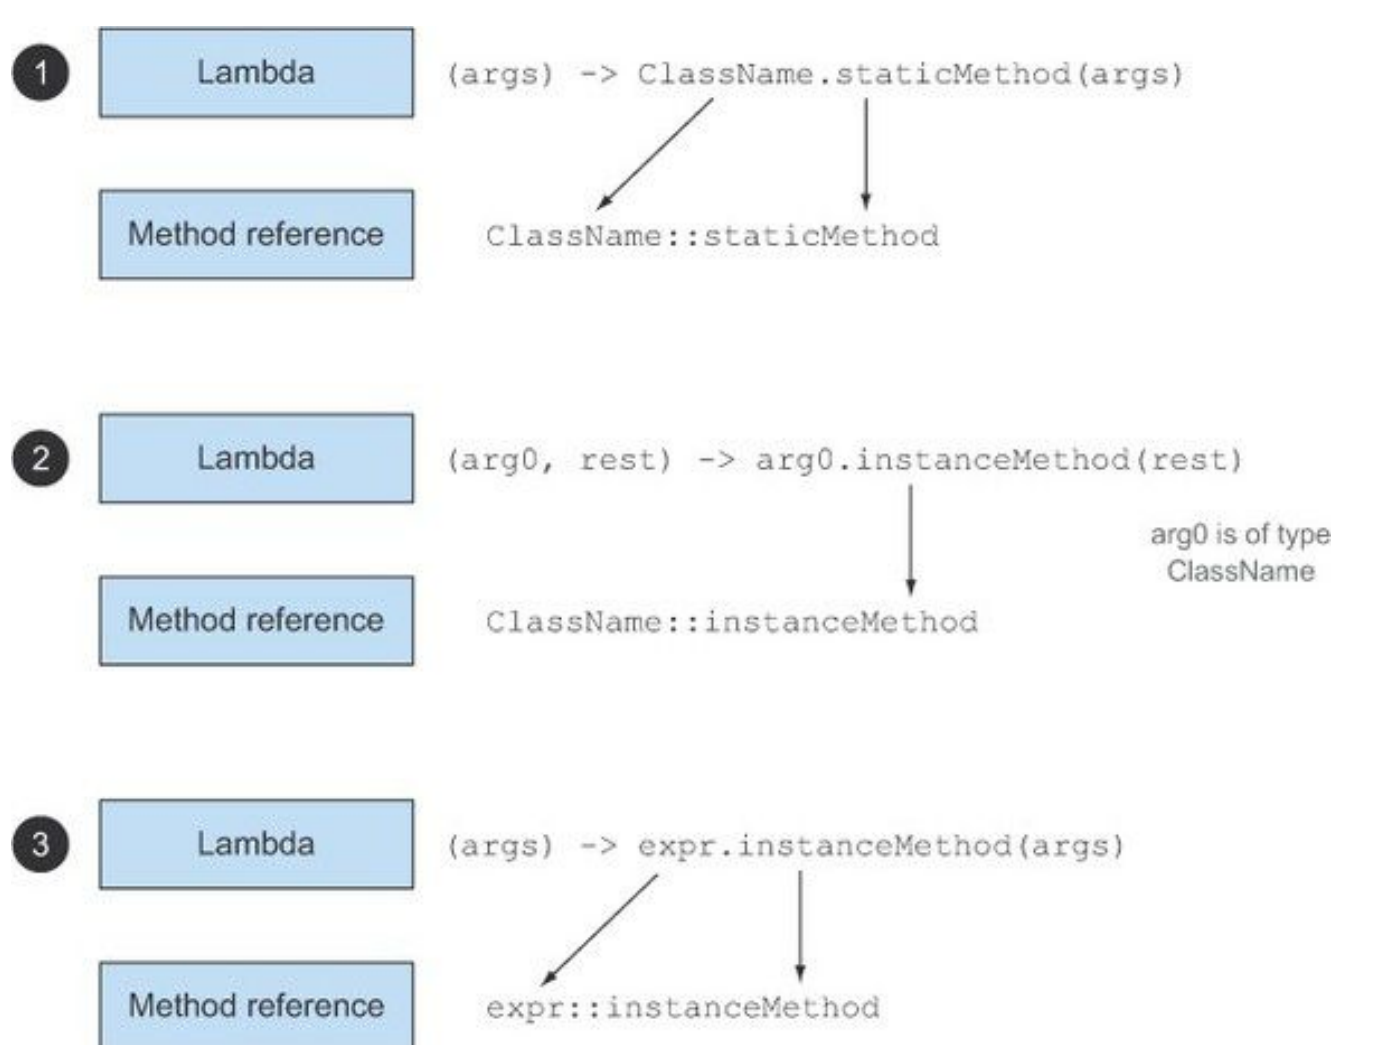 1 Lambda (args) -> ClassName.staticMethod(args)
Method reference ClassName::staticMethod
2 Lambda (arg0, rest) -> arg0.instanceMethod(rest)
arg0 is of type
ClassName
Method reference ClassName::instanceMethod
3 Lambda (args) -> expr.instanceMethod(args)
Method reference expr::instanceMethod